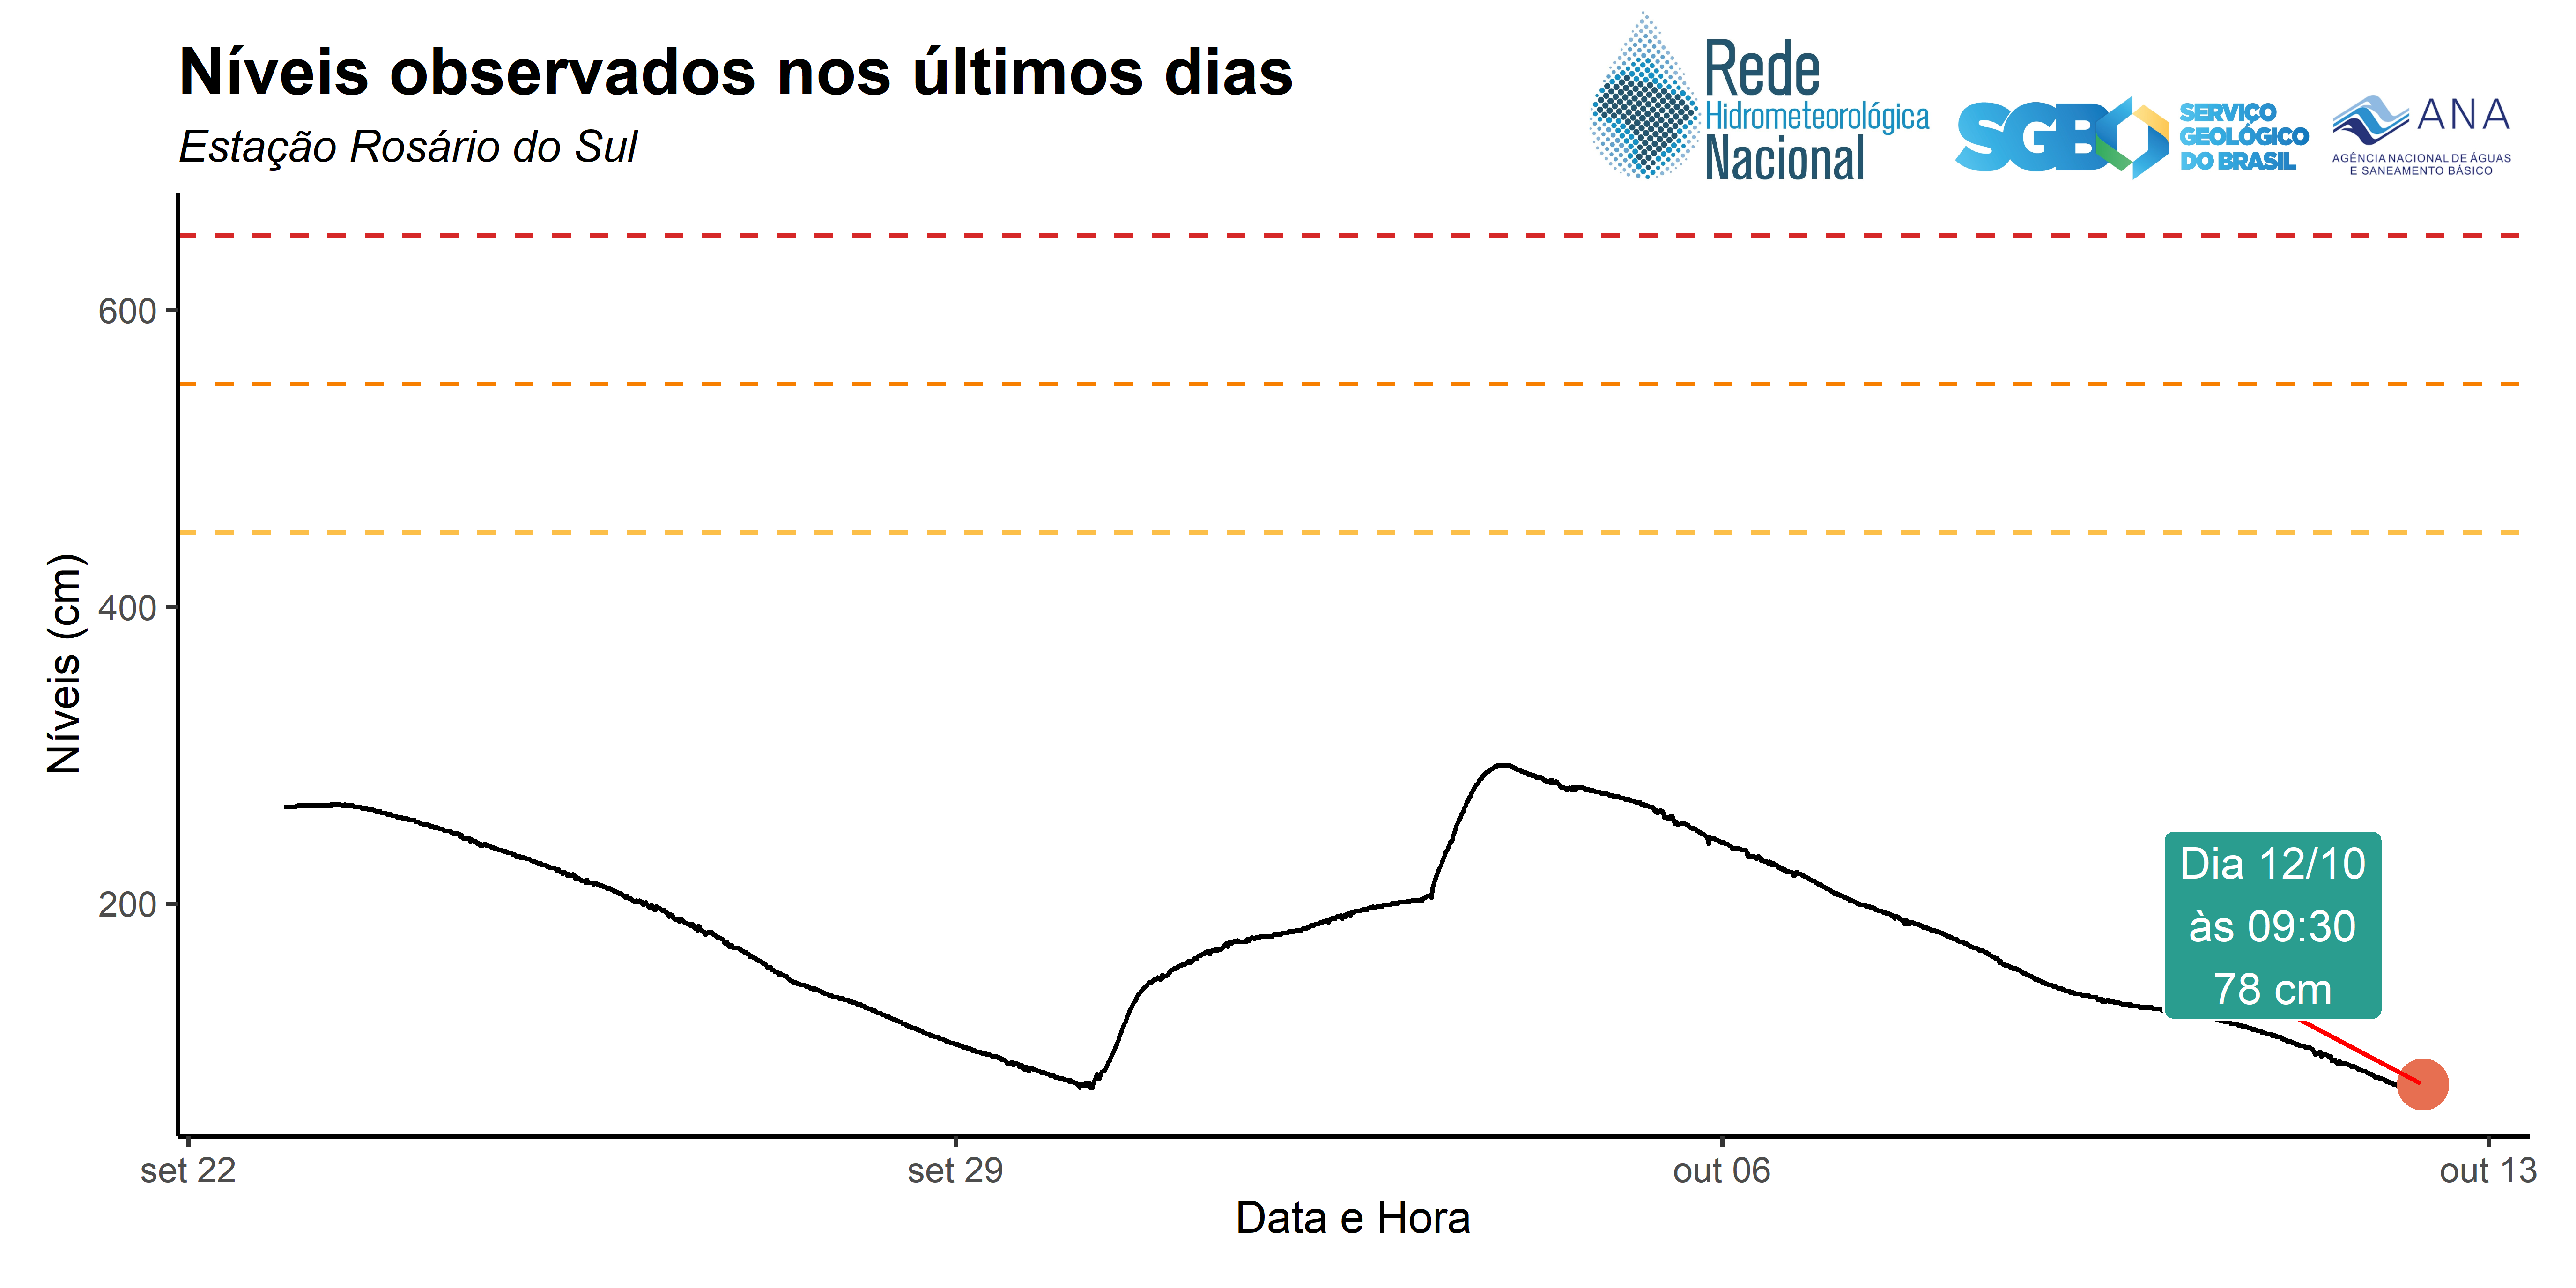 Níveis observados nos últimos dias
Estação Rosário do Sul
Rede
Hidrometeorológica
Nacional
SGB
SERVIÇO
GEOLÓGICO
DO BRASIL
ANA
AGÊNCIA NACIONAL DE ÁGUAS
E SANEAMENTO BÁSICO
Níveis (cm)
600
400
200
Dia 12/10
às 09:30
78 cm
set 22
set 29
out 06
out 13
Data e Hora